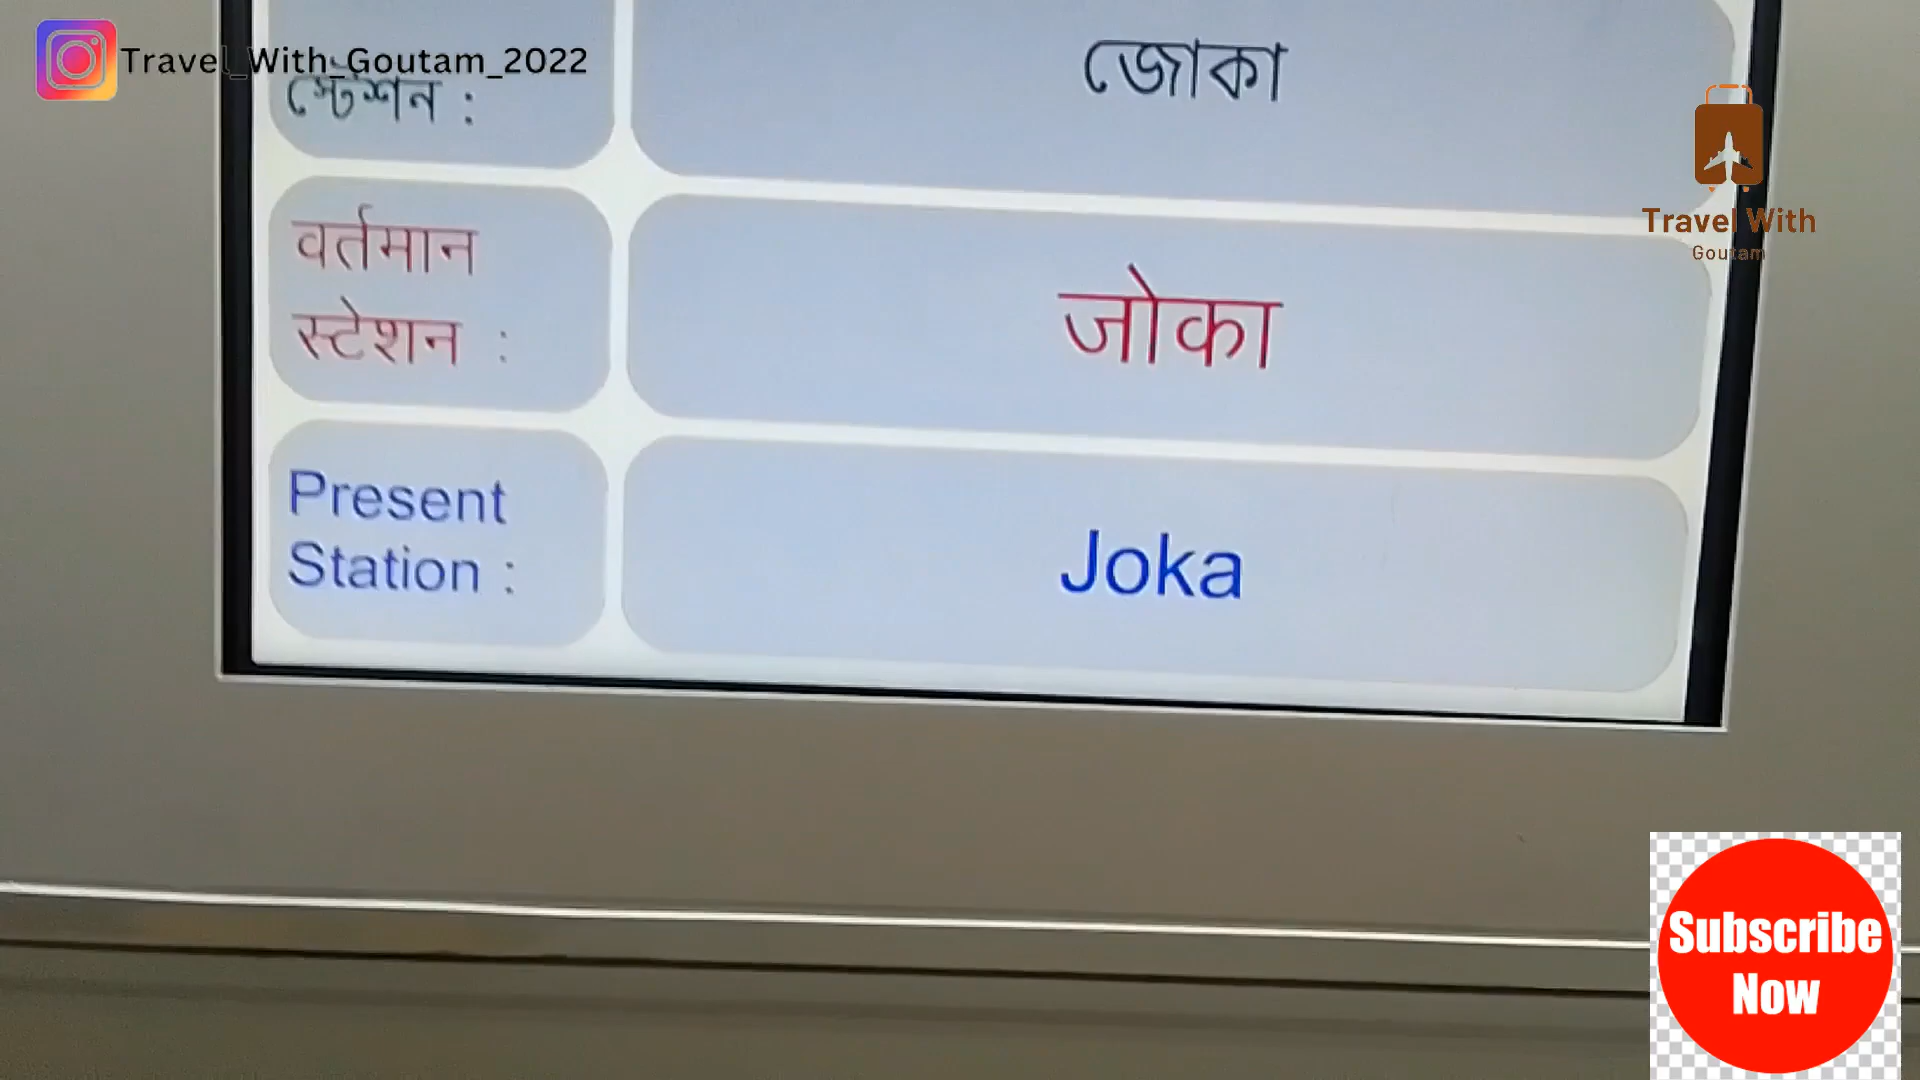 Travel_With_Goutam_2022
স্টেশন :
জোকা
Travel With
Goutam
वर्तमान
स्टेशन :
जोका
Present
Station :
Joka
Subscribe
Now